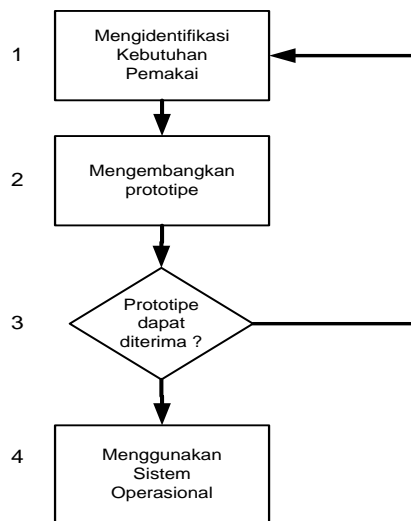 1
Mengidentifikasi
Kebutuhan
Pemakai
2
Mengembangkan
prototipe
3
Prototipe
dapat
diterima ?
4
Menggunakan
Sistem
Operasional